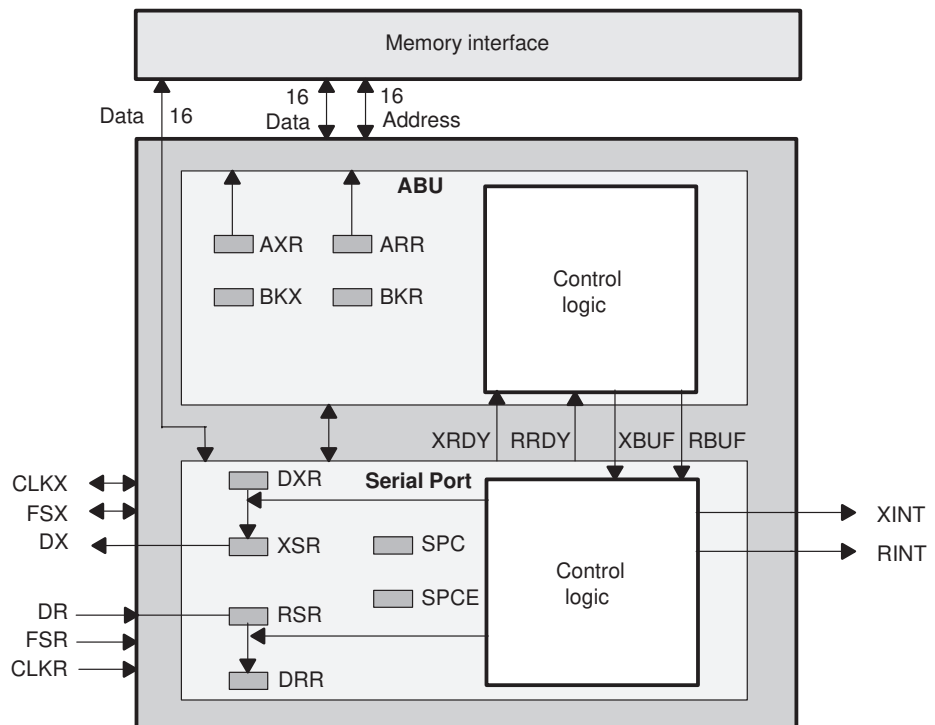 Memory interface
Data 16
16
Data
16
Address
ABU
AXR
ARR
BKX
BKR
Control
logic
XRDY
RRDY
XBUF
RBUF
Serial Port
DXR
XSR
SPC
SPCE
RSR
DRR
Control
logic
CLKX
FSX
DX
DR
FSR
CLKR
XINT
RINT